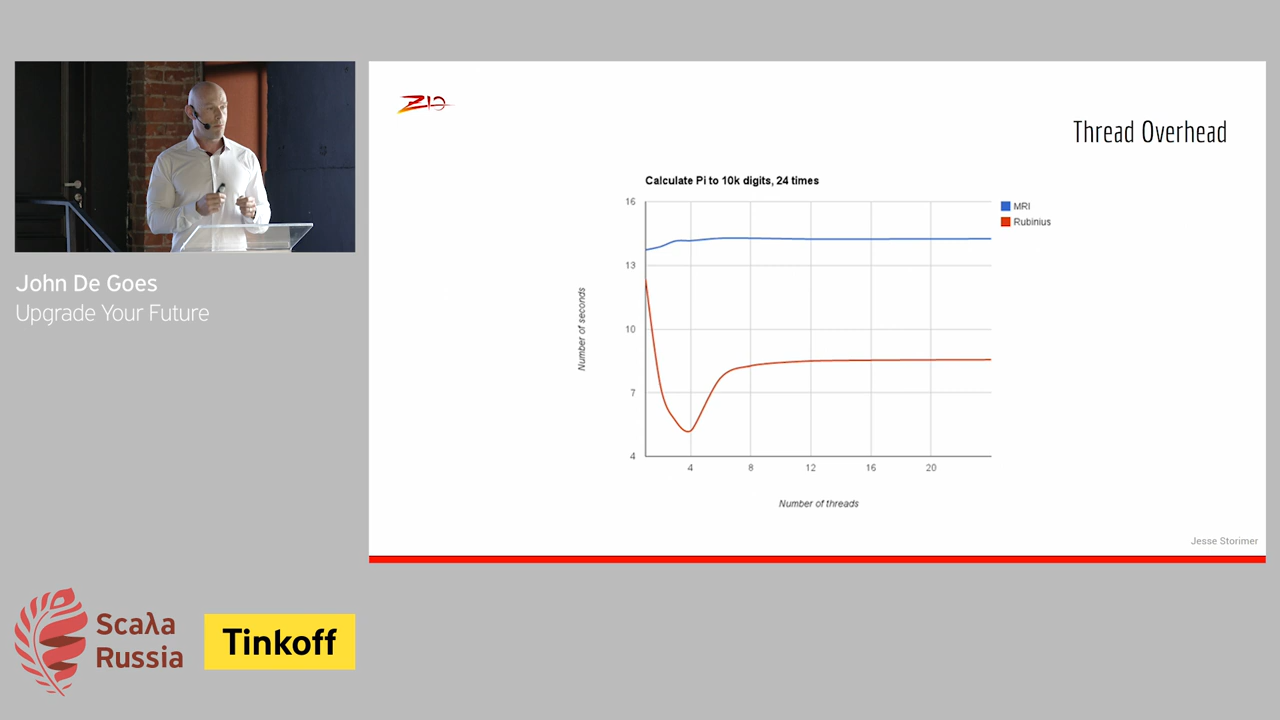 ZIO
Thread Overhead
Calculate Pi to 10k digits, 24 times
16
13
10
7
4
Number of seconds
4 8 12 16 20
Number of threads
MRI
Rubinius
Jesse Storimer
John De Goes
Upgrade Your Future
Scaλa
Russia
Tinkoff